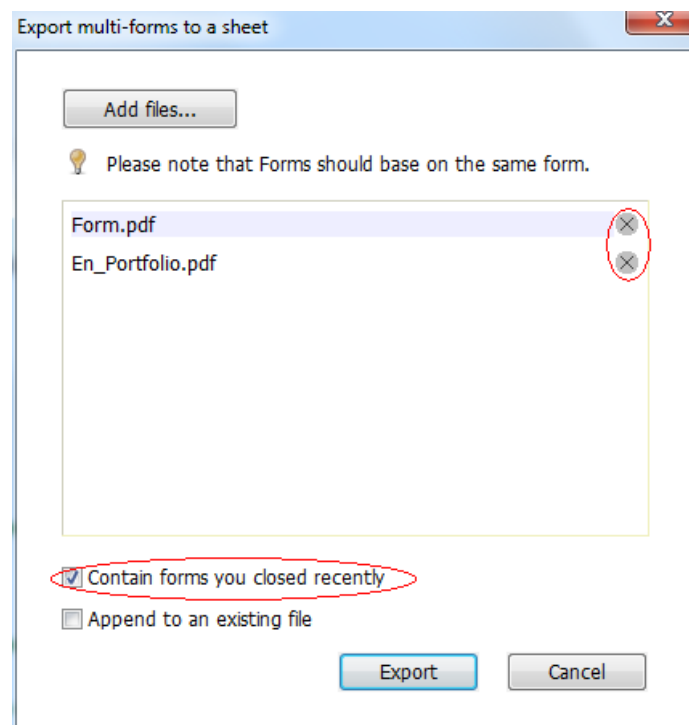 Export multi-forms to a sheet
Add files...
Please note that Forms should base on the same form.
Form.pdf
En_Portfolio.pdf
Contain forms you closed recently
Append to an existing file
Export
Cancel